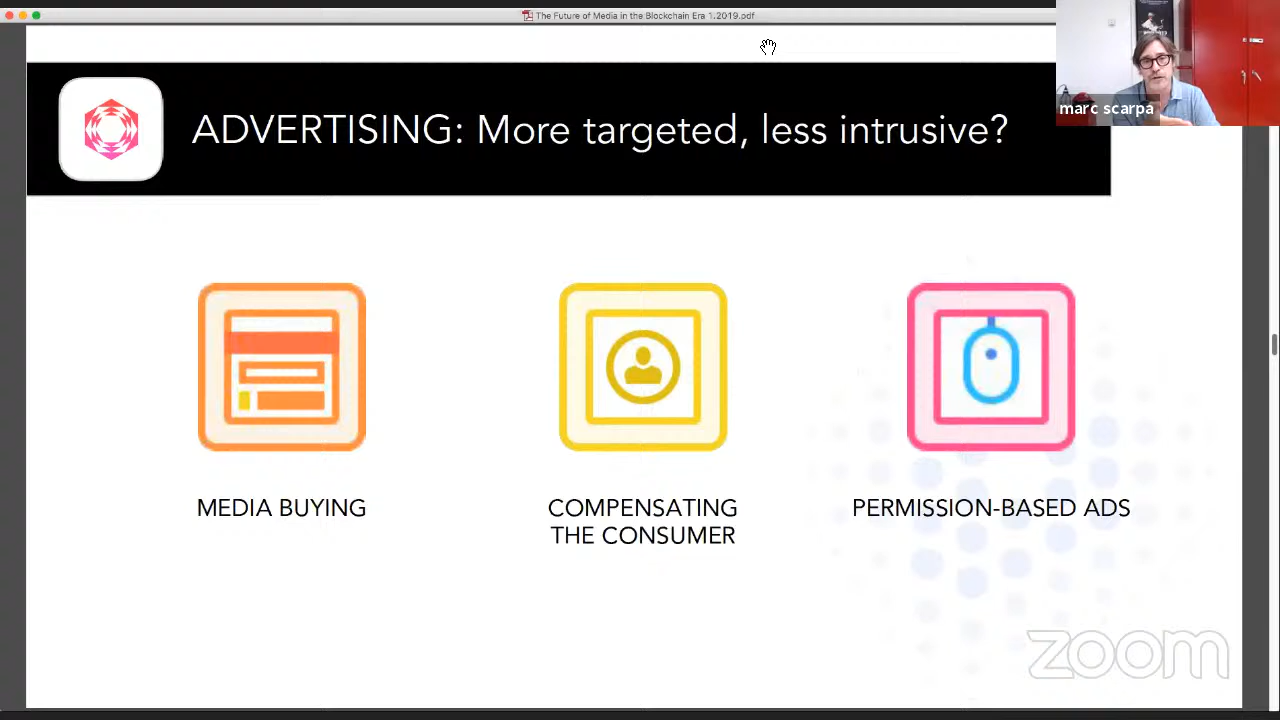 The Future of Media in the Blockchain Era 1.2019.pdf
marc scarpa
ADVERTISING: More targeted, less intrusive?
MEDIA BUYING
COMPENSATING
THE CONSUMER
PERMISSION-BASED ADS
zoom